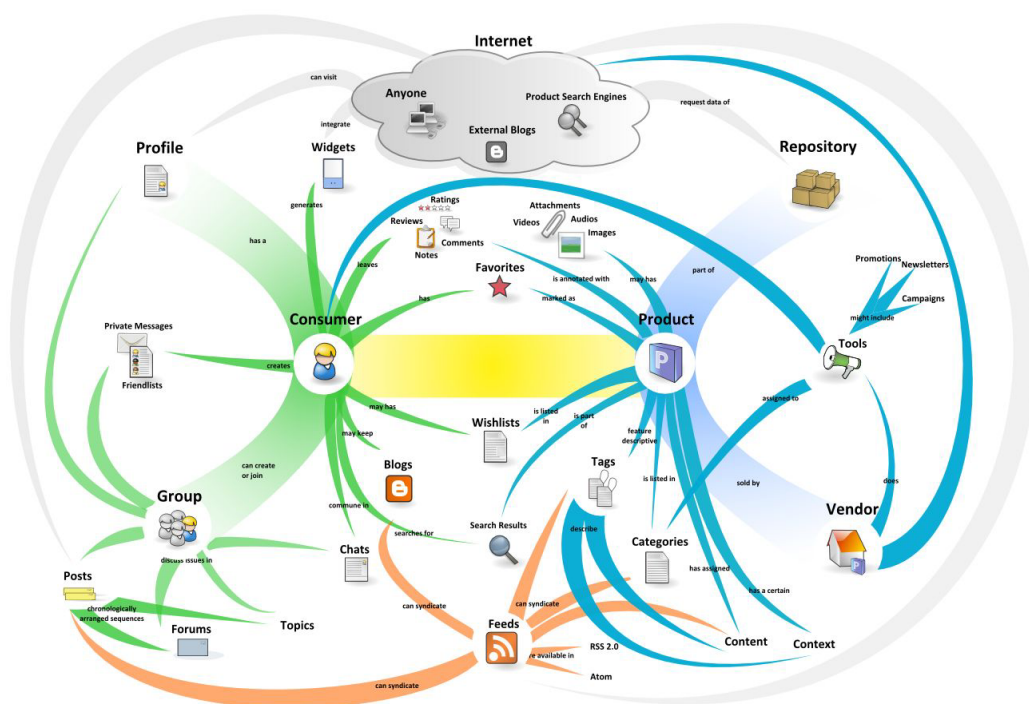 Internet
can visit
Anyone
Product Search Engines
request data of
integrate
External Blogs
Profile
Widgets
Repository
generates
Ratings
Reviews
Comments
Notes
Attachments
Videos
Audios
Images
has a
leaves
Favorites
is annotated with
may has
part of
Promotions
Newsletters
has
marked as
Campaigns
Consumer
Product
might include
Tools
Private Messages
creates
Friendlists
may has
is listed
in
is part
of
assigned to
Wishlists
may keep
feature
descriptive
Blogs
Tags
can create
or join
is listed in
sold by
does
Group
commune in
searches for
Search Results
describe
Categories
Vendor
discuss issues in
Chats
has assigned
Posts
can syndicate
can syndicate
has a certain
chronologically
arranged sequences
Forums
Topics
Feeds
RSS 2.0
re available in
Atom
Content
Context
can syndicate
P
P